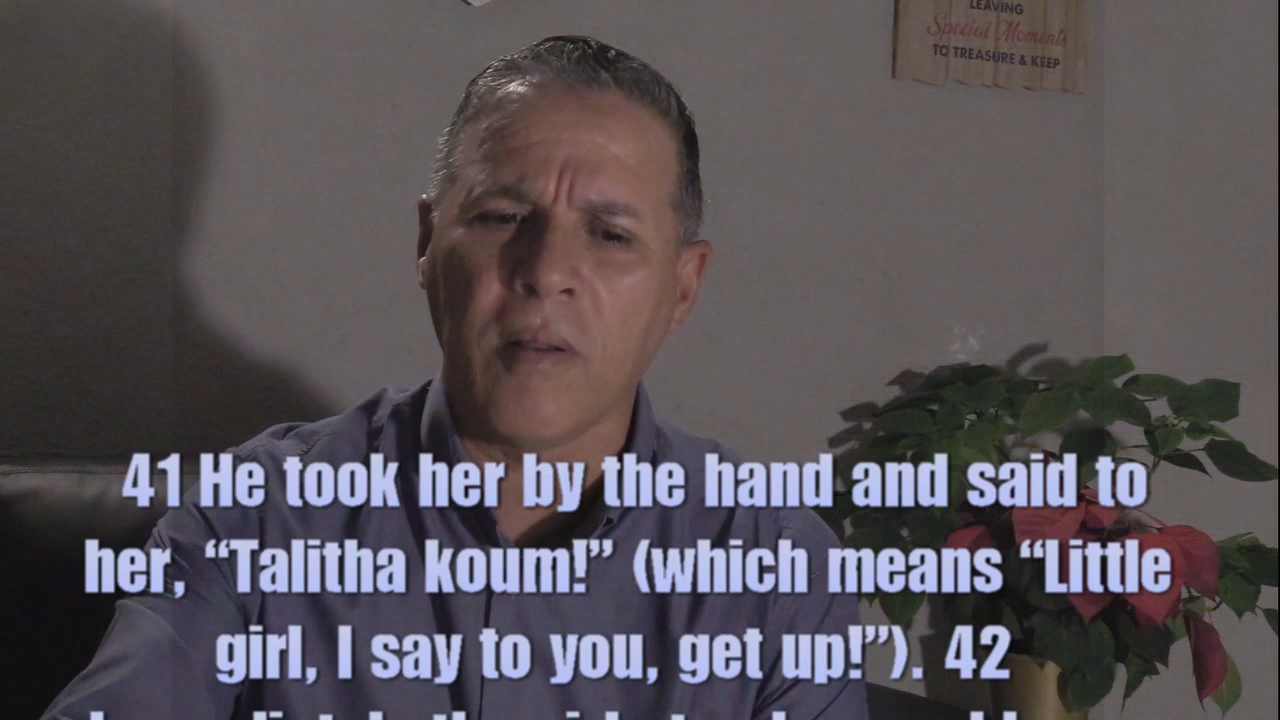 LEAVING
Special Moments
TO TREASURE & KEEP
41 He took her by the hand and said to
her, “Talitha koum!” (which means “Little
girl, I say to you, get up!”). 42